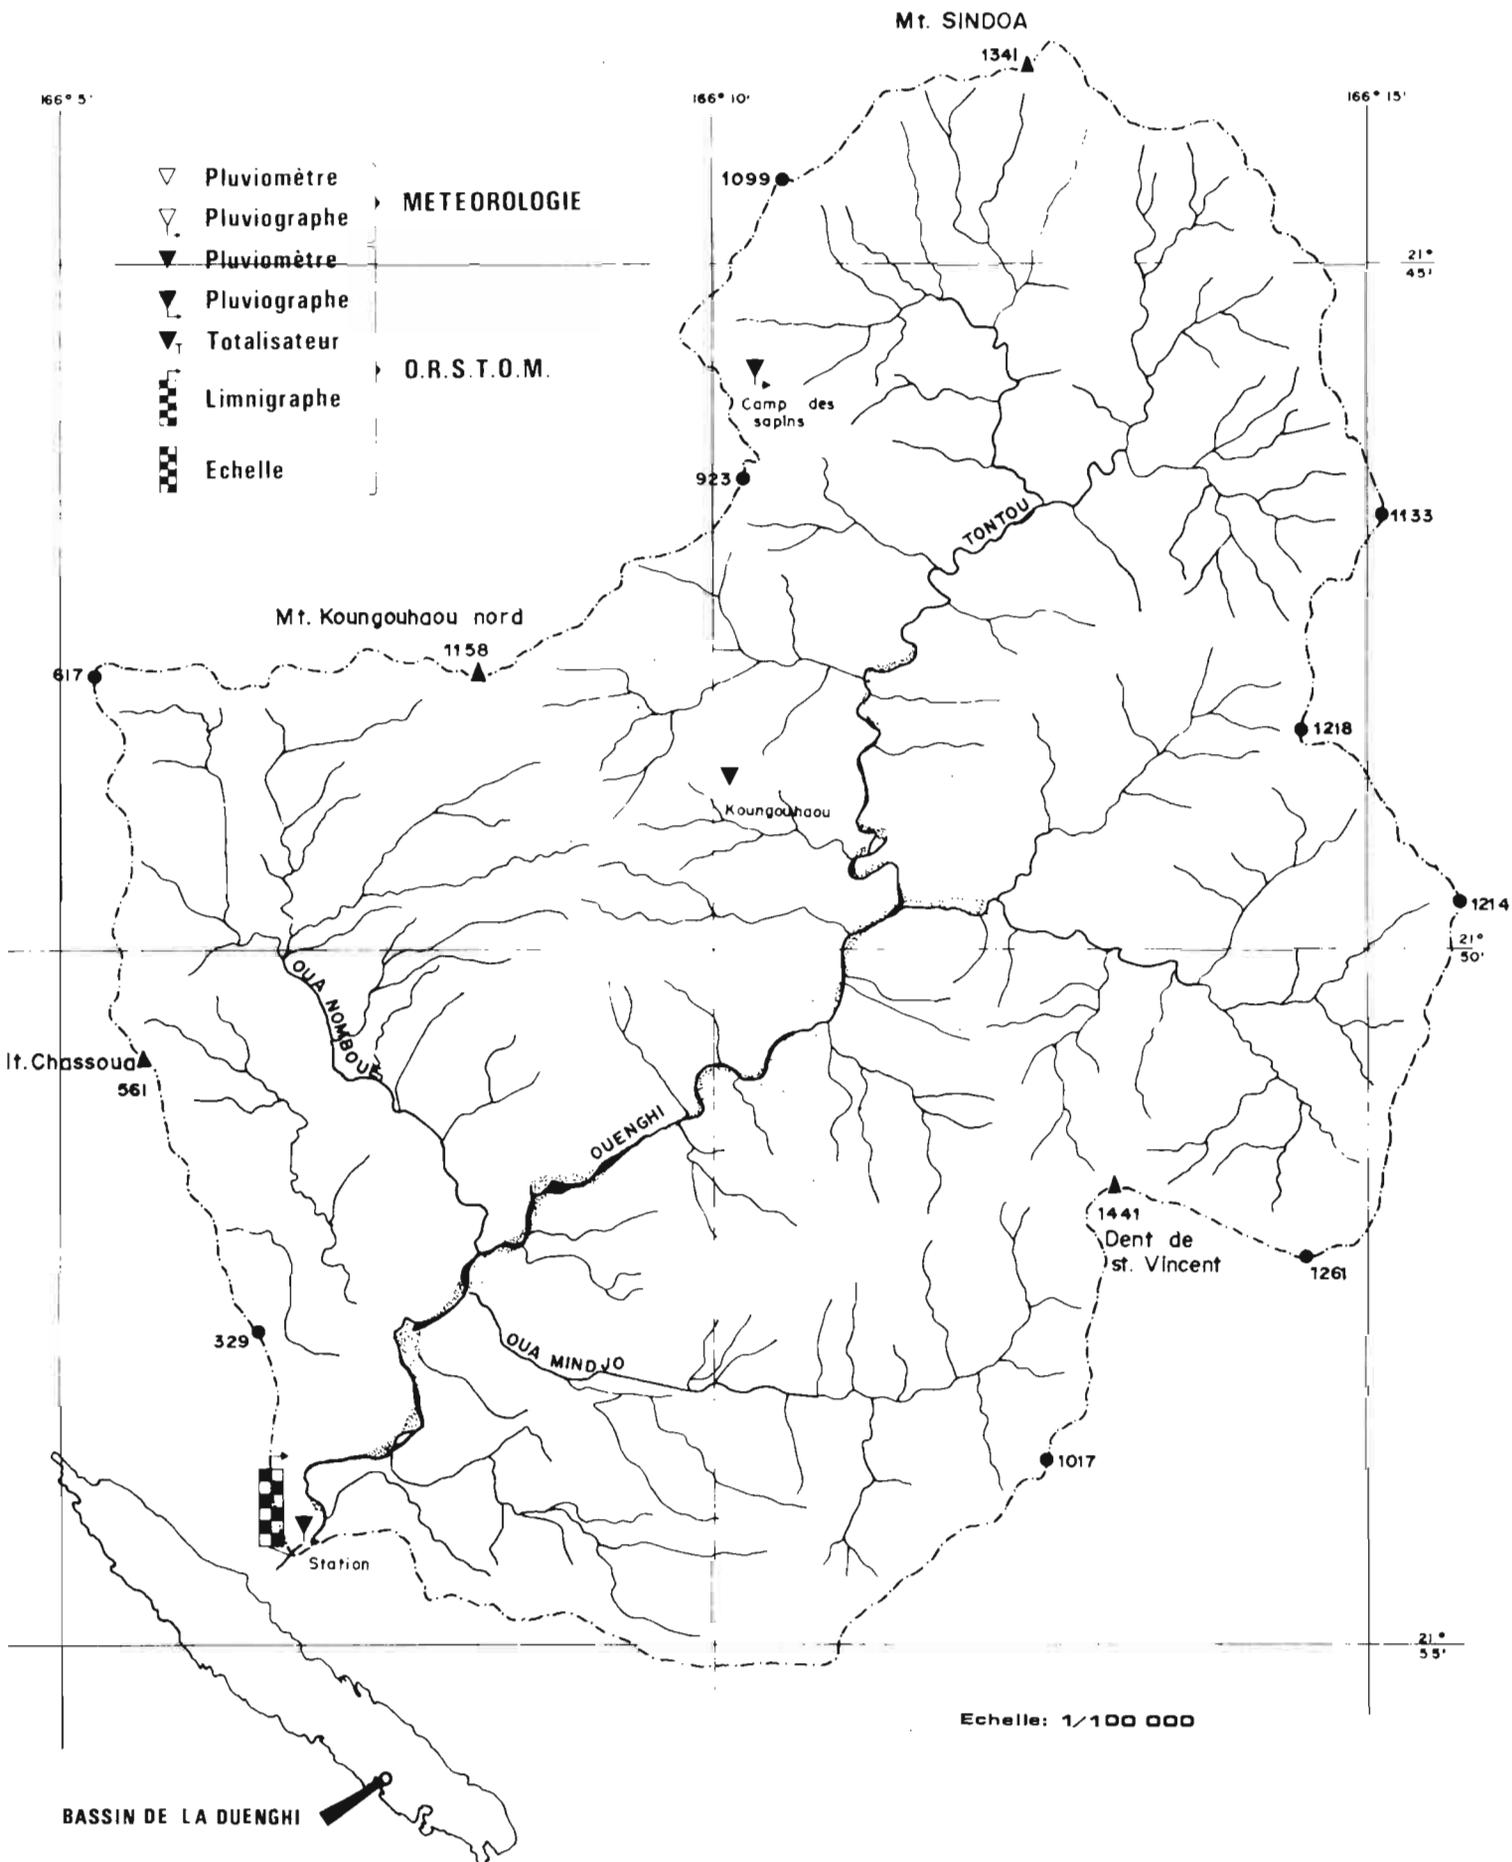 Mt. SINDOA
1341
166° 5'
166° 10'
166° 15'
Pluviomètre
Pluviographe
METEOROLOGIE
1099
Pluviomètre
21°
45'
Pluviographe
Totalisateur
O.R.S.T.O.M.
Limnigraphe
Echelle
T
Camp des
sapins
923
TONTOU
1133
Mt. Koungouhaou nord
1158
617
1218
Koungouhaou
1214
21°
50'
OUA NOMBOUE
lt. Chassoua
561
OUENGHI
1441
Dent de
st. Vincent
1261
329
OUA MINDJO
1017
Station
21°
55'
Echelle: 1/100 000
BASSIN DE LA DUENGHI